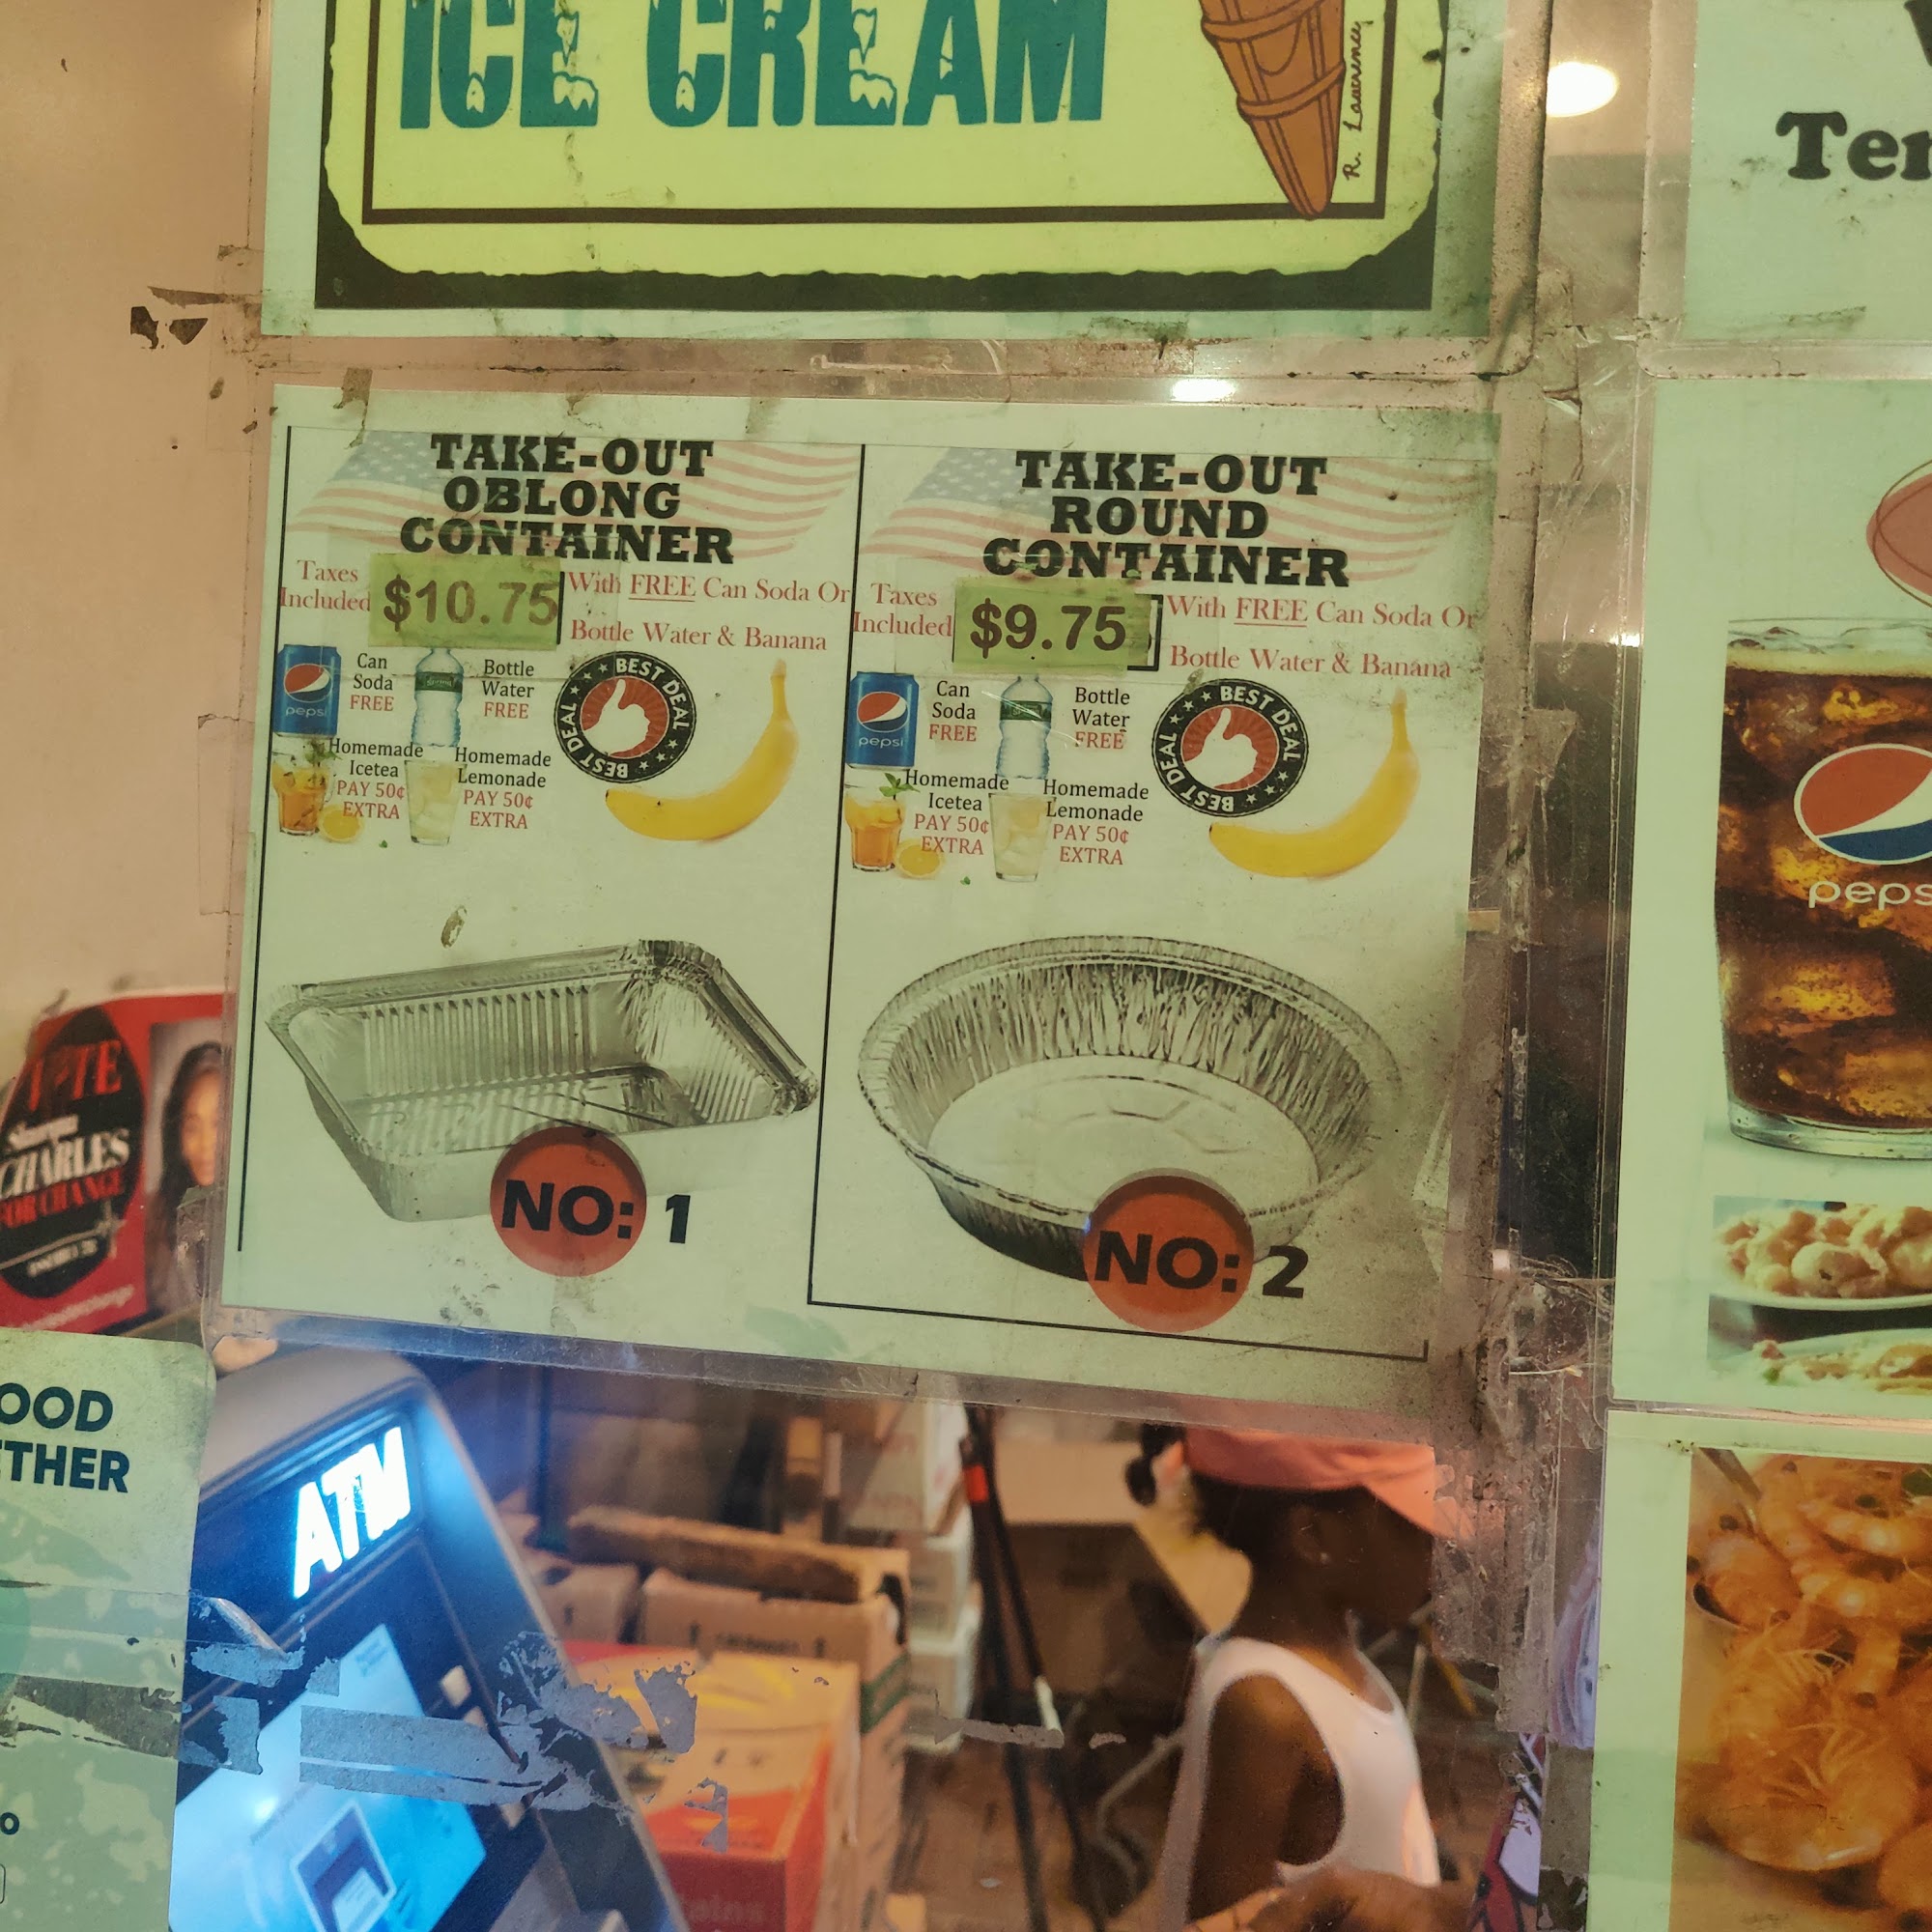 ICE CREAM
R. Lawrence
Ter
TAKE-OUT
OBLONG
CONTAINER
Taxes
Included
$10.75
With FREE Can Soda Or
Bottle Water & Banana
pepsi
Can
Soda
FREE
Bottle
Water
FREE
BEST DEAL
BEST DEAL
Homemade
Icetea
PAY 50¢
EXTRA
Homemade
Lemonade
PAY 50¢
EXTRA
NO: 1
TAKE-OUT
ROUND
CONTAINER
Taxes
Included
$9.75
With FREE Can Soda Or
Bottle Water & Banana
pepsi
Can
Soda
FREE
Bottle
Water
FREE
BEST DEAL
BEST DEAL
Homemade
Icetea
PAY 50¢
EXTRA
Homemade
Lemonade
PAY 50¢
EXTRA
NO: 2
peps
CHARLES
FOR CHANGE
OOD
ETHER
ATM